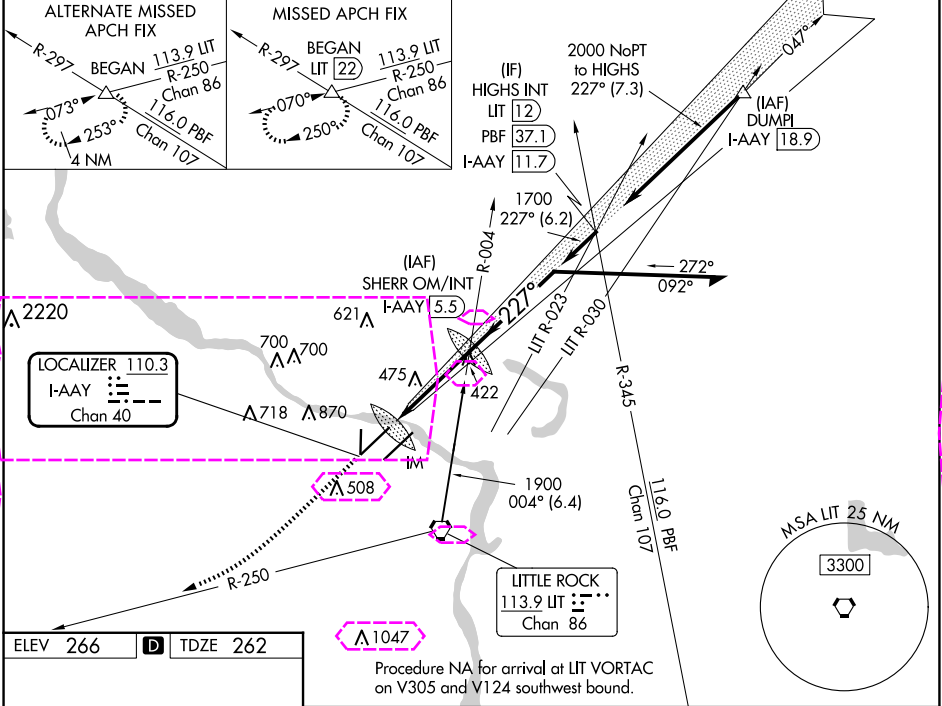 ALTERNATE MISSED
APCH FIX
R-297
BEGAN
113.9 LIT
R-250
Chan 86
073°
253°
116.0 PBF
Chan 107
4 NM
MISSED APCH FIX
R-297
BEGAN
LIT 22
113.9 LIT
R-250
Chan 86
070°
250°
116.0 PBF
Chan 107
(IF)
HIGHS INT
LIT 12
PBF 37.1
I-AAY 11.7
2000 NoPT
to HIGHS
227° (7.3)
047°
(IAF)
DUMPI
I-AAY 18.9
1700
227° (6.2)
R-004
(IAF)
SHERR OM/INT
I-AAY 5.5
227°
272°
092°
LIT R-023
LIT R-030
R-345
116.0 PBF
Chan 107
2220
621
700
700
475
422
718
870
508
IM
LOCALIZER 110.3
I-AAY
Chan 40
1900
004° (6.4)
R-250
LITTLE ROCK
113.9 LIT
Chan 86
MSA LIT 25 NM
3300
1047
ELEV 266 D TDZE 262
Procedure NA for arrival at LIT VORTAC
on V305 and V124 southwest bound.